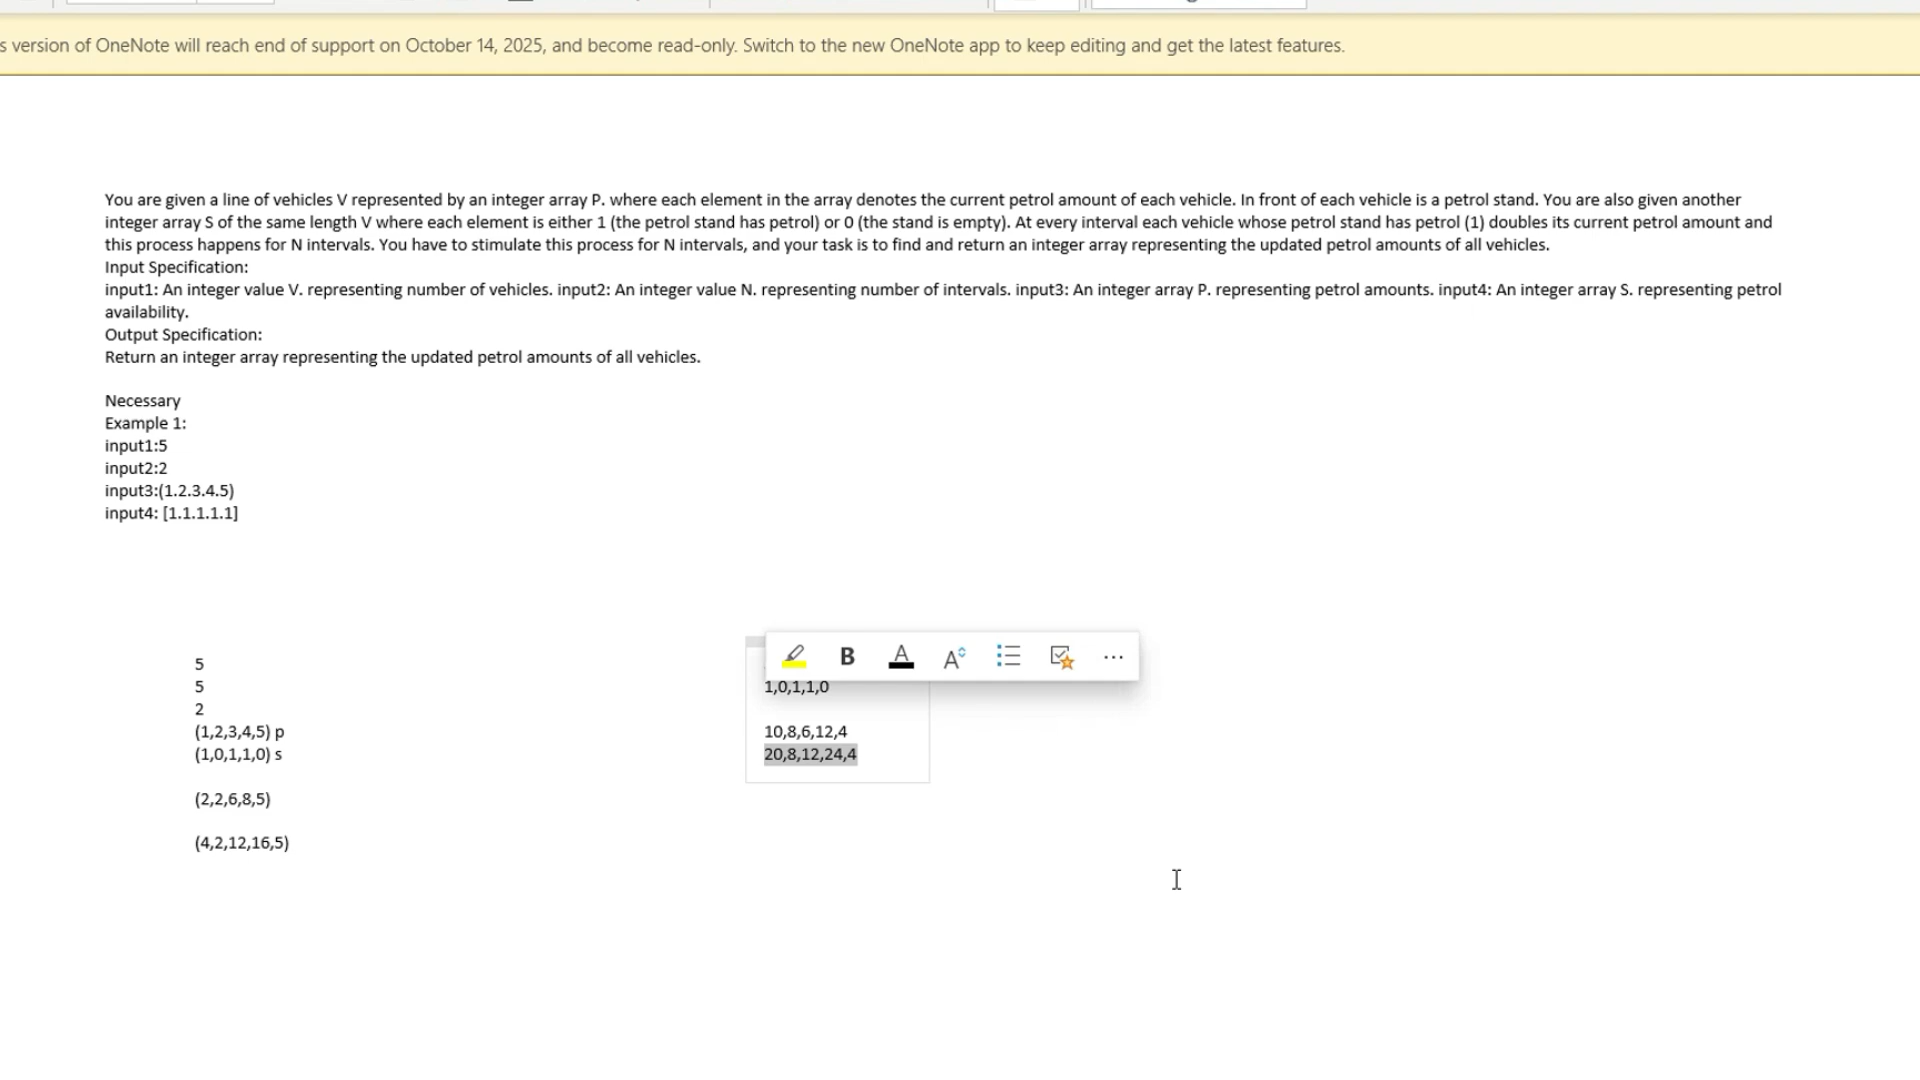 s version of OneNote will reach end of support on October 14, 2025, and become read-only. Switch to the new OneNote app to keep editing and get the latest features.
You are given a line of vehicles V represented by an integer array P. where each element in the array denotes the current petrol amount of each vehicle. In front of each vehicle is a petrol stand. You are also given another
integer array S of the same length V where each element is either 1 (the petrol stand has petrol) or 0 (the stand is empty). At every interval each vehicle whose petrol stand has petrol (1) doubles its current petrol amount and
this process happens for N intervals. You have to stimulate this process for N intervals, and your task is to find and return an integer array representing the updated petrol amounts of all vehicles.
Input Specification:
input1: An integer value V. representing number of vehicles. input2: An integer value N. representing number of intervals. input3: An integer array P. representing petrol amounts. input4: An integer array S. representing petrol
availability.
Output Specification:
Return an integer array representing the updated petrol amounts of all vehicles.
Necessary
Example 1:
input1:5
input2:2
input3:(1.2.3.4.5)
input4: [1.1.1.1.1]
5
5
2
(1,2,3,4,5) p
(1,0,1,1,0) s
(2,2,6,8,5)
(4,2,12,16,5)
B A A
1,0,1,1,0
10,8,6,12,4
20,8,12,24,4